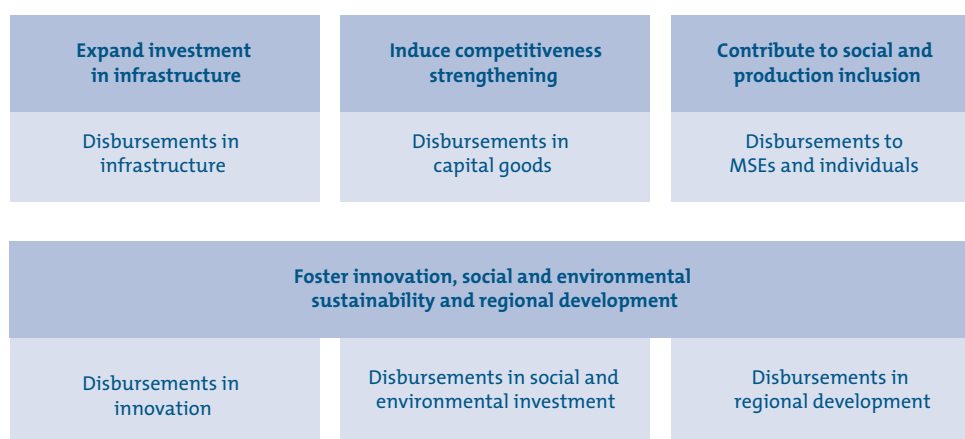 Expand investment
in infrastructure
Disbursements in
infrastructure
Induce competitiveness
strengthening
Disbursements in
capital goods
Contribute to social and
production inclusion
Disbursements to
MSEs and individuals
Foster innovation, social and environmental
sustainability and regional development
Disbursements in
innovation
Disbursements in social and
environmental investment
Disbursements in
regional development